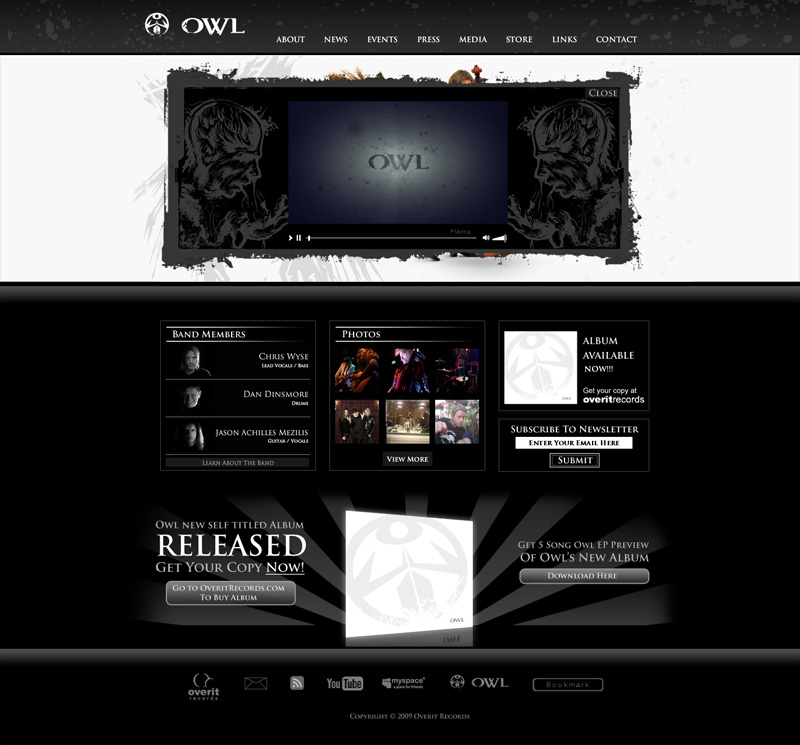 OWL
ABOUT NEWS EVENTS PRESS MEDIA STORE LINKS CONTACT
CLOSE
OWL
Playing
BAND MEMBERS
CHRIS WYSE
LEAD VOCALS / BASS
DAN DINSMORE
DRUMS
JASON ACHILLES MEZILIS
GUITAR / VOCALS
LEARN ABOUT THE BAND
PHOTOS
VIEW MORE
OWL
ALBUM
AVAILABLE
NOW!!!
Get your copy at
overitrecords
SUBSCRIBE TO NEWSLETTER
ENTER YOUR EMAIL HERE
SUBMIT
OWL NEW SELF TITLED ALBUM
RELEASED
GET YOUR COPY NOW!
GO TO OVERITRECORDS.COM
TO BUY ALBUM
OWL
GET 5 SONG OWL EP PREVIEW
OF OWL'S NEW ALBUM
DOWNLOAD HERE
overit
records
YouTube
myspace
a place for friends
OWL
Bookmark
COPYRIGHT © 2009 OVERIT RECORDS